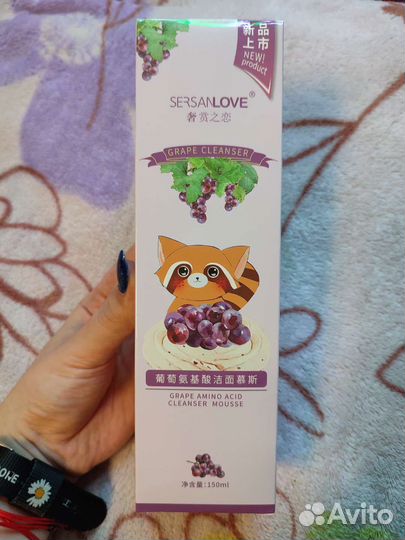 新品
上市
NEW!
product
SERSANLOVE®
奢赏之恋
GRAPE CLEANSER
葡萄氨基酸洁面慕斯
GRAPE AMINO ACID
CLEANSER MOUSSE
净含量:150ml
Avito